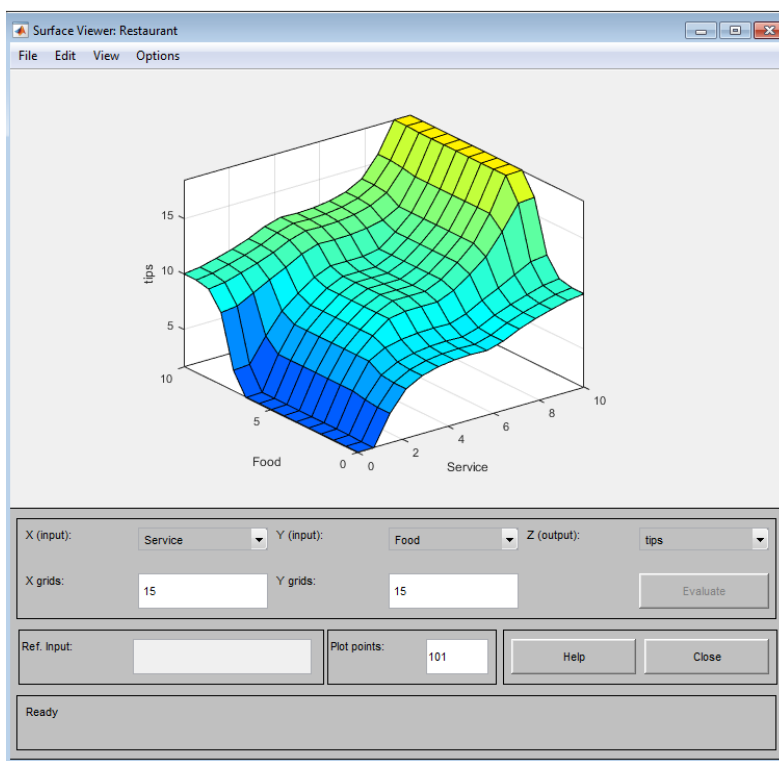 Surface Viewer: Restaurant
File Edit View Options
15
10
5
tips
10
5
0
Food
0
2
4
6
8
10
Service
X (input): Service Y (input): Food Z (output): tips
X grids: 15 Y grids: 15 Evaluate
Ref. Input: Plot points: 101 Help Close
Ready